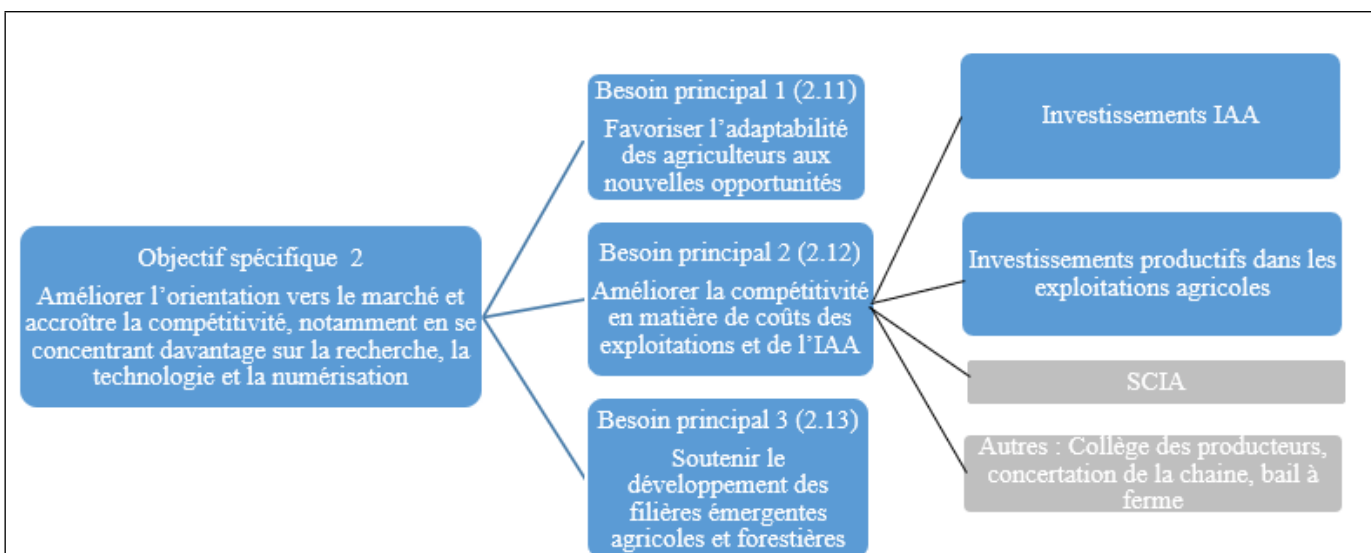 Objectif spécifique 2
Améliorer l’orientation vers le marché et
accroître la compétitivité, notamment en se
concentrant davantage sur la recherche, la
technologie et la numérisation
Besoin principal 1 (2.11)
Favoriser l’adaptabilité
des agriculteurs aux
nouvelles opportunités
Besoin principal 2 (2.12)
Améliorer la compétitivité
en matière de coûts des
exploitations et de l’IAA
Besoin principal 3 (2.13)
Soutenir le
développement des
filières émergentes
agricoles et forestières
Investissements IAA
Investissements productifs dans les
exploitations agricoles
SCIA
Autres : Collège des producteurs,
concertation de la chaine, bail à
ferme